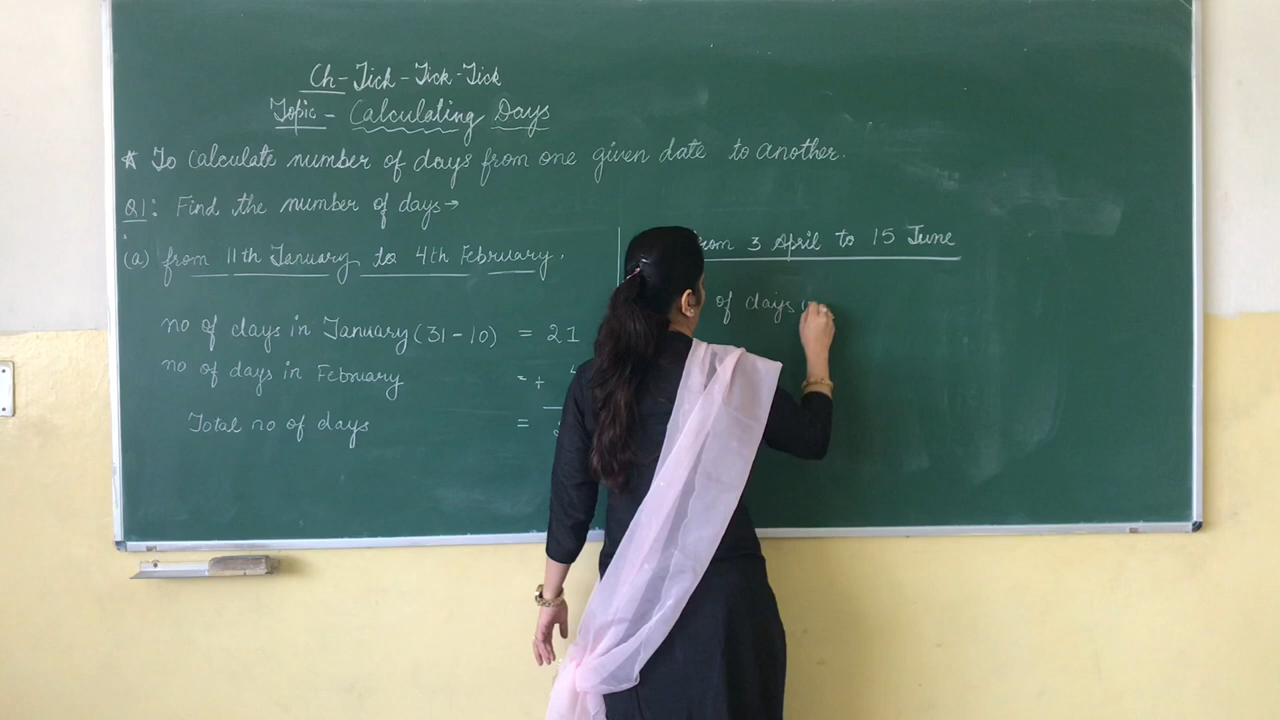 Ch-Tick-Tick-Tick
Topic - Calculating Days
* To Calculate number of days from one given date to another.
Q1: Find the number of days→
(a) from 11th January to 4th February.
no of days in January (31-10) = 21
no of days in February = +
Total no of days =
3 April to 15 June
of days